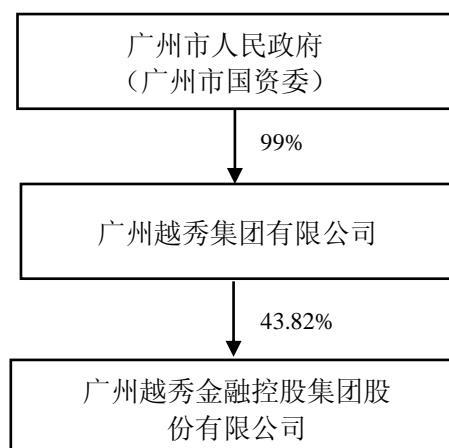 广州市人民政府
（广州市国资委）
99%
广州越秀集团有限公司
43.82%
广州越秀金融控股集团股
份有限公司